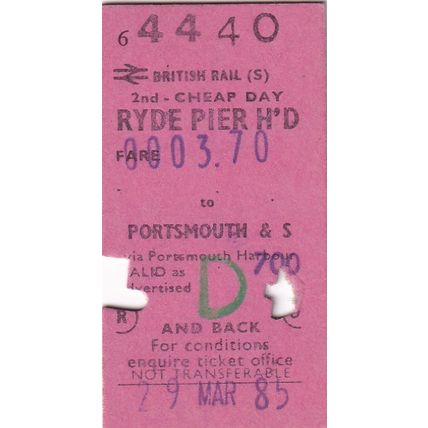 6 4440
BRITISH RAIL (S)
2nd - CHEAP DAY
RYDE PIER H'D
FARE 0003.70
to
PORTSMOUTH & S
via Portsmouth Harbour
VALID as 700
advertised D
(R)
AND BACK
For conditions
enquire ticket office
NOT TRANSFERABLE
29 MAR 85